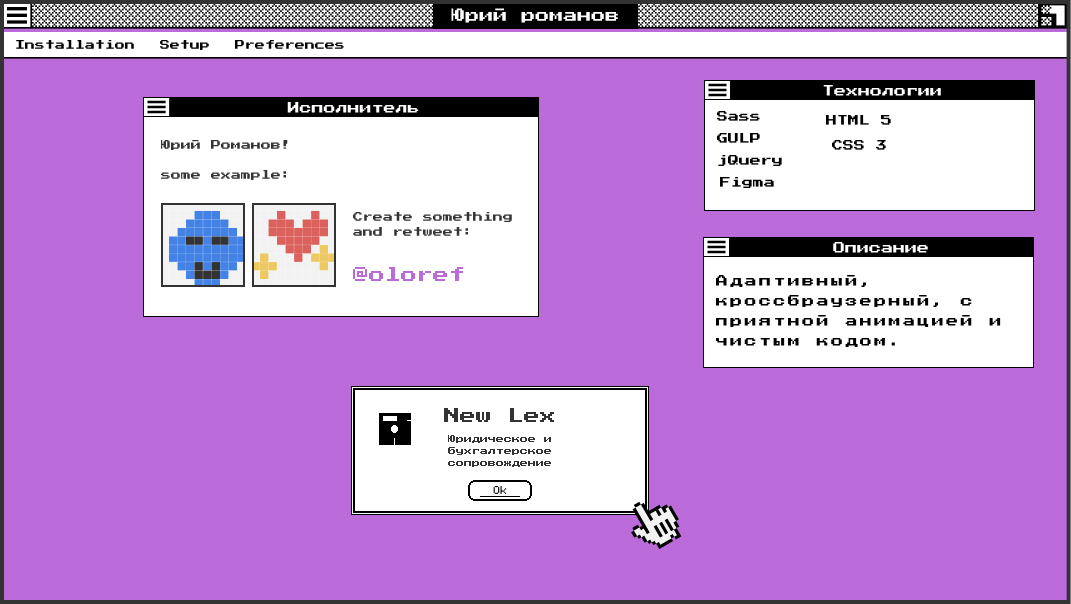 Юрий романов
Installation Setup Preferences
Исполнитель
Юрий Романов!
some example:
Create something
and retweet:
@oloref
Технологии
Sass
HTML 5
GULP
CSS 3
jQuery
Figma
Описание
Адаптивный,
кроссбраузерный, с
приятной анимацией и
чистым кодом.
New Lex
Юридическое и
бухгалтерское
сопровождение
Ok